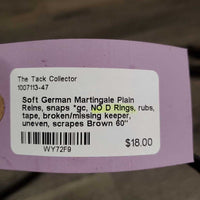 The Tack Collector
1007113-47
Soft German Martingale Plain
Reins, snaps *gc, NO D Rings, rubs,
tape, broken/missing keeper,
uneven, scrapes Brown 60"
WY72F9
$18.00